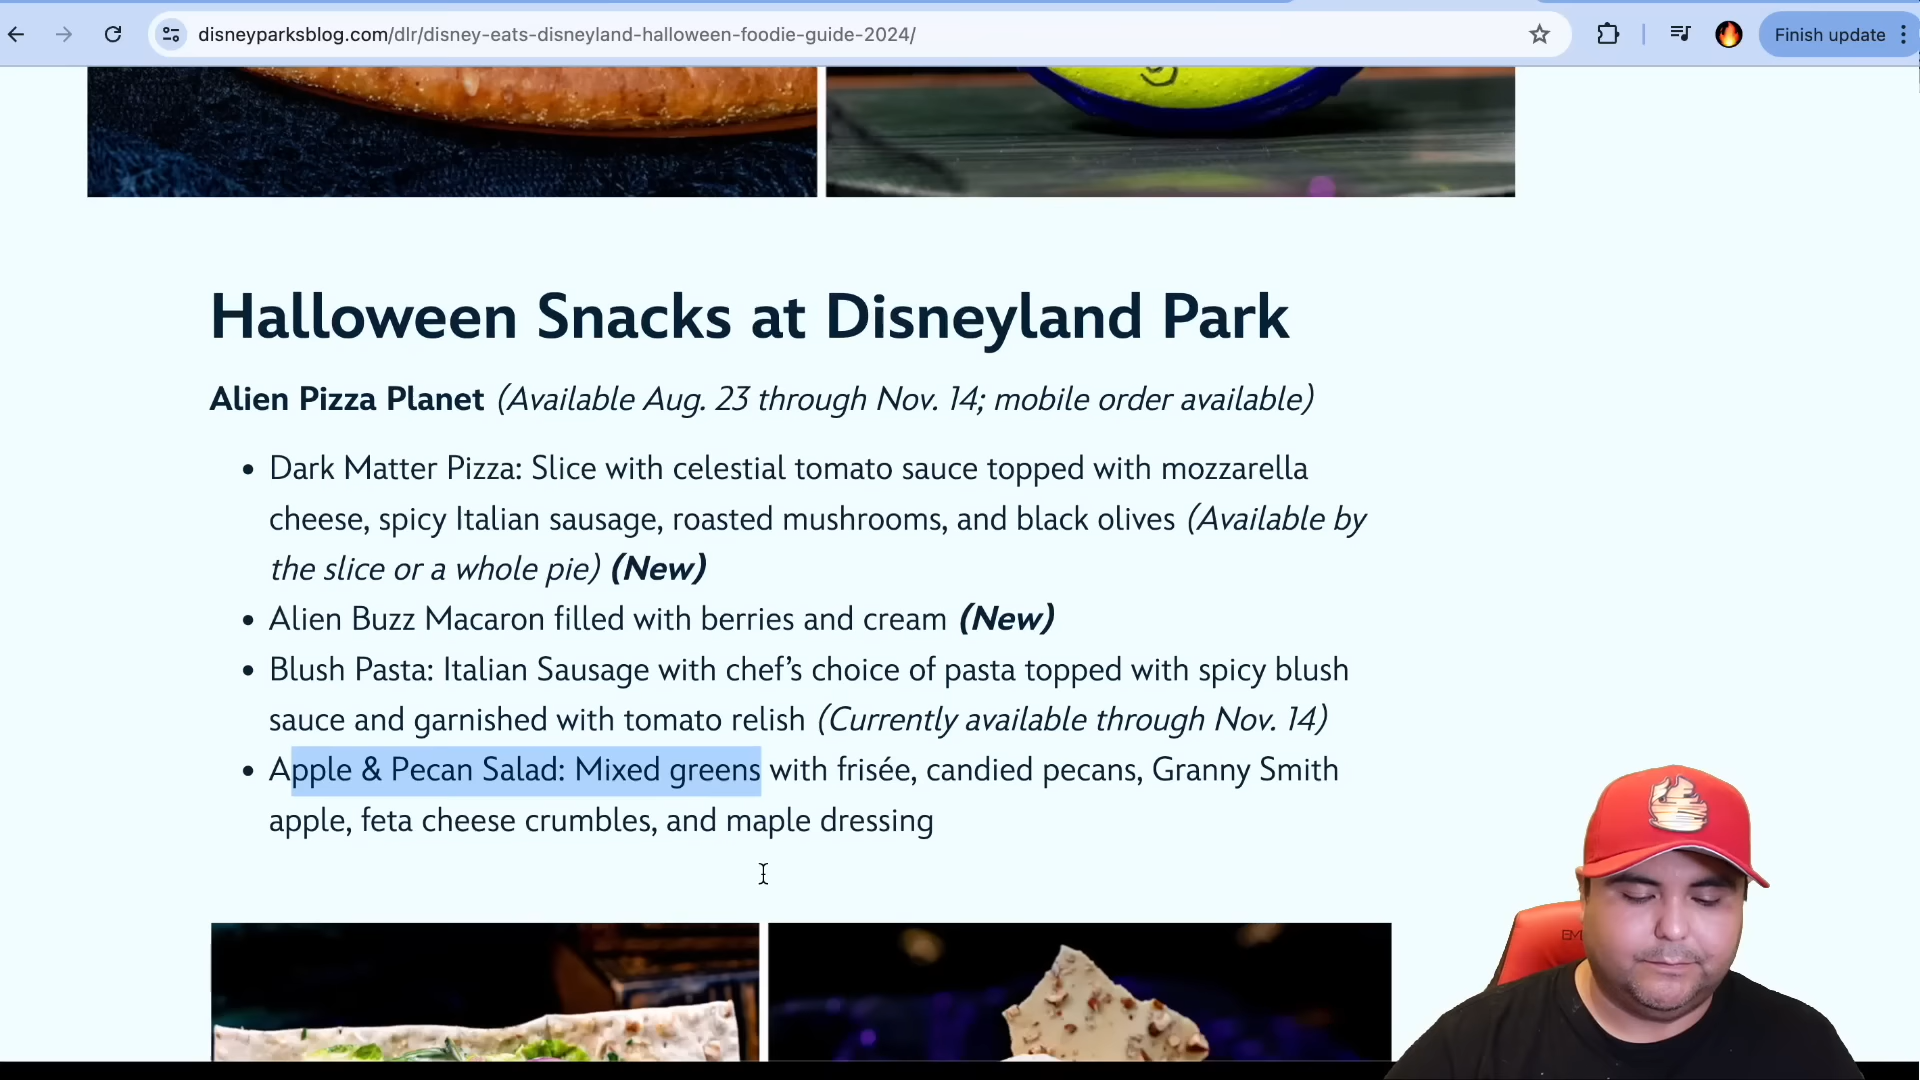 disneyparksblog.com/dlr/disney-eats-disneyland-halloween-foodie-guide-2024/
Finish update
Halloween Snacks at Disneyland Park
Alien Pizza Planet (Available Aug. 23 through Nov. 14; mobile order available)
• Dark Matter Pizza: Slice with celestial tomato sauce topped with mozzarella
cheese, spicy Italian sausage, roasted mushrooms, and black olives (Available by
the slice or a whole pie) (New)
• Alien Buzz Macaron filled with berries and cream (New)
• Blush Pasta: Italian Sausage with chef’s choice of pasta topped with spicy blush
sauce and garnished with tomato relish (Currently available through Nov. 14)
• Apple & Pecan Salad: Mixed greens with frisée, candied pecans, Granny Smith
apple, feta cheese crumbles, and maple dressing